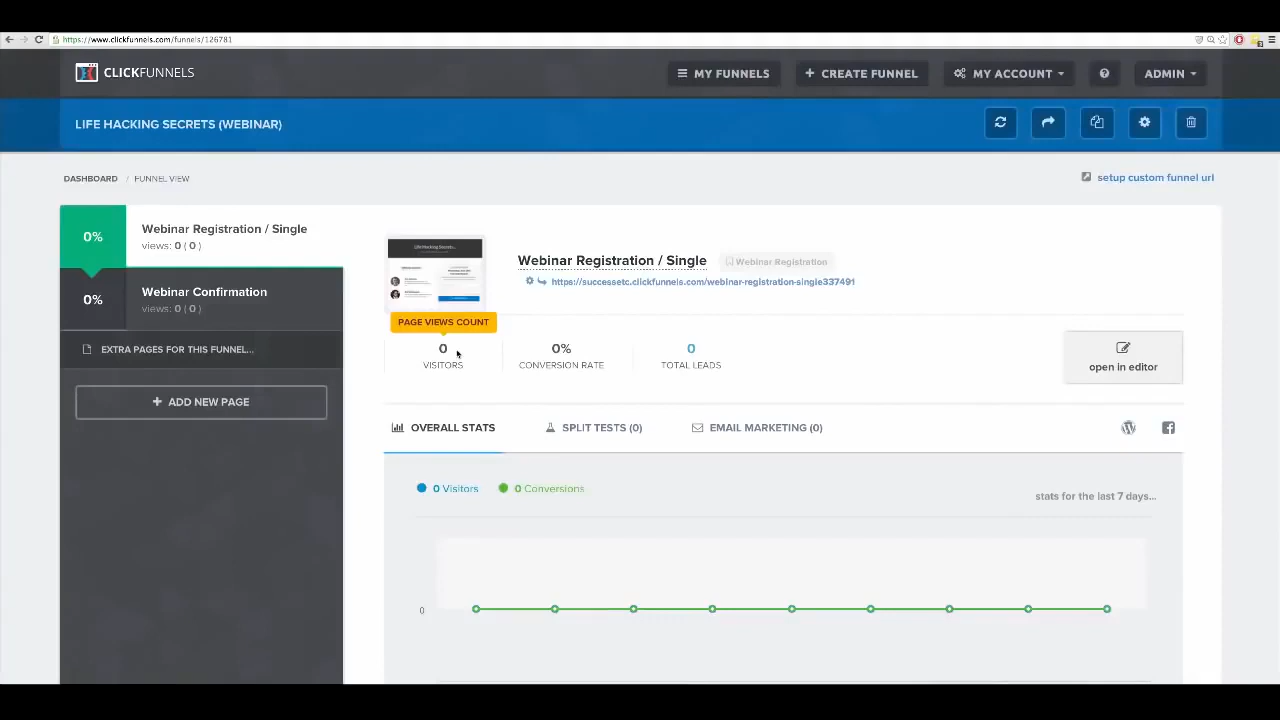 https://www.clickfunnels.com/funnels/126781
CLICKFUNNELS
MY FUNNELS
CREATE FUNNEL
MY ACCOUNT
ADMIN
LIFE HACKING SECRETS (WEBINAR)
DASHBOARD / FUNNEL VIEW
setup custom funnel url
0%
Webinar Registration / Single
views: 0 ( 0 )
0%
Webinar Confirmation
views: 0 ( 0 )
EXTRA PAGES FOR THIS FUNNEL...
+ ADD NEW PAGE
Webinar Registration / Single
Webinar Registration
https://successetc.clickfunnels.com/webinar-registration-single337491
PAGE VIEWS COUNT
0
VISITORS
0%
CONVERSION RATE
0
TOTAL LEADS
open in editor
OVERALL STATS
SPLIT TESTS (0)
EMAIL MARKETING (0)
0 Visitors
0 Conversions
stats for the last 7 days...
0